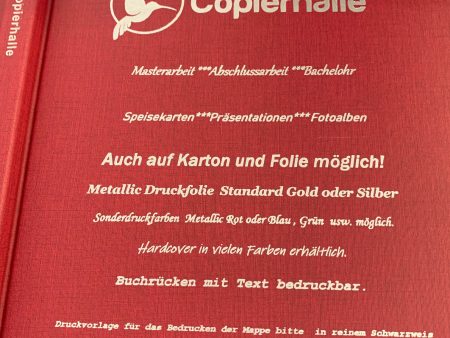 opierhalle
Copierhalle
Masterarbeit ***Abschlussarbeit ***Bachelohr
Speisekarten***Präsentationen*** Fotoalben
Auch auf Karton und Folie möglich!
Metallic Druckfolie Standard Gold oder Silber
Sonderdruckfarben Metallic Rot oder Blau , Grün usw. möglich.
Hardcover in vielen Farben erhältlich.
Buchrücken mit Text bedruckbar.
Druckvorlage für das Bedrucken der Mappe bitte in reinem Schwarzweis